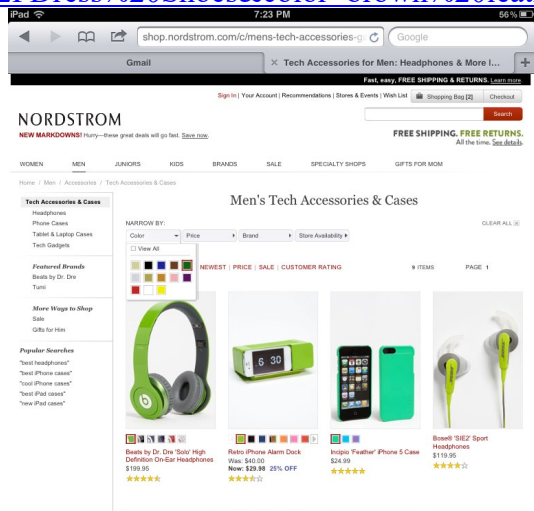 iPad
7:23 PM
56%
shop.nordstrom.com/c/mens-tech-accessories-g
Google
Gmail
× Tech Accessories for Men: Headphones & More I...
Fast, easy, FREE SHIPPING & RETURNS. Learn more.
Sign In | Your Account | Recommendations | Stores & Events | Wish List
Shopping Bag [2]
Checkout
NORDSTROM
Search
NEW MARKDOWNS! Hurry—these great deals will go fast. Save now.
FREE SHIPPING. FREE RETURNS.
All the time. See details.
WOMEN MEN JUNIORS KIDS BRANDS SALE SPECIALTY SHOPS GIFTS FOR MOM
Home / Men / Accessories / Tech Accessories & Cases
Tech Accessories & Cases
Headphones
Phone Cases
Tablet & Laptop Cases
Tech Gadgets
Featured Brands
Beats by Dr. Dre
Tumi
More Ways to Shop
Sale
Gifts for Him
Popular Searches
"best headphones"
"best iPhone cases"
"cool iPhone cases"
"best iPad cases"
"new iPad cases"
Men's Tech Accessories & Cases
NARROW BY:
CLEAR ALL
Color Price Brand Store Availability
View All
NEWEST | PRICE | SALE | CUSTOMER RATING
9 ITEMS PAGE 1
6 30
BOSE
Beats by Dr. Dre 'Solo' High
Definition On-Ear Headphones
$199.95
Retro iPhone Alarm Dock
Was: $40.00
Now: $29.98 25% OFF
Incipio 'Feather' iPhone 5 Case
$24.99
Bose® 'SIE2' Sport
Headphones
$119.95